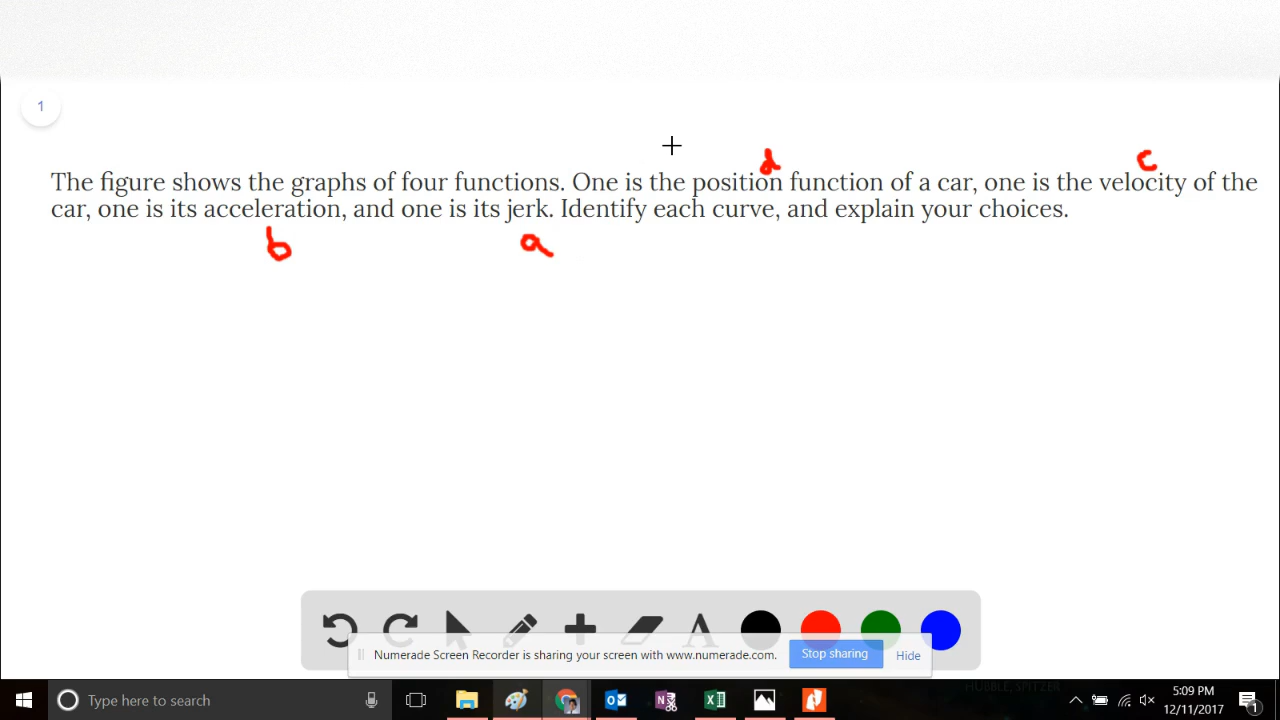 1
d
c
The figure shows the graphs of four functions. One is the position function of a car, one is the velocity of the
car, one is its acceleration, and one is its jerk. Identify each curve, and explain your choices.
b
a
A
Numerade Screen Recorder is sharing your screen with www.numerade.com.
Stop sharing
Hide
HUBBLE, SPITZER
Type here to search
5:09 PM
12/11/2017
1